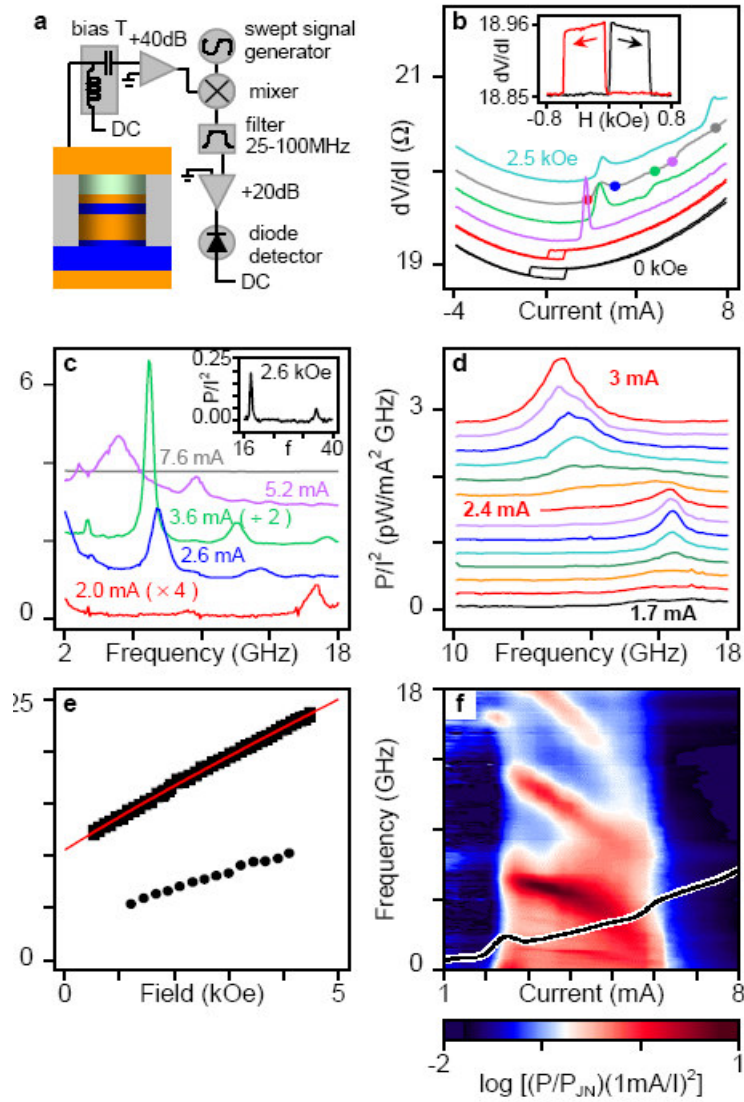 a
bias T
+40dB
swept signal
generator
mixer
filter
25-100MHz
DC
+20dB
diode
detector
DC
b
18.96
dV/dI
18.85
-0.8
H (kOe)
0.8
21
dV/dI (Ω)
19
2.5 kOe
0 kOe
-4
Current (mA)
8
c
6
0
0.25
P/I²
0.00
2.6 kOe
16
f
40
7.6 mA
5.2 mA
3.6 mA (÷2)
2.6 mA
2.0 mA (×4)
2
Frequency (GHz)
18
d
3
P/I² (pW/mA² GHz)
0
3 mA
2.4 mA
1.7 mA
10
Frequency (GHz)
18
e
25
0
0
Field (kOe)
5
f
18
Frequency (GHz)
0
1
Current (mA)
8
-2
1
log [(P/P_JN)(1mA/I)²]